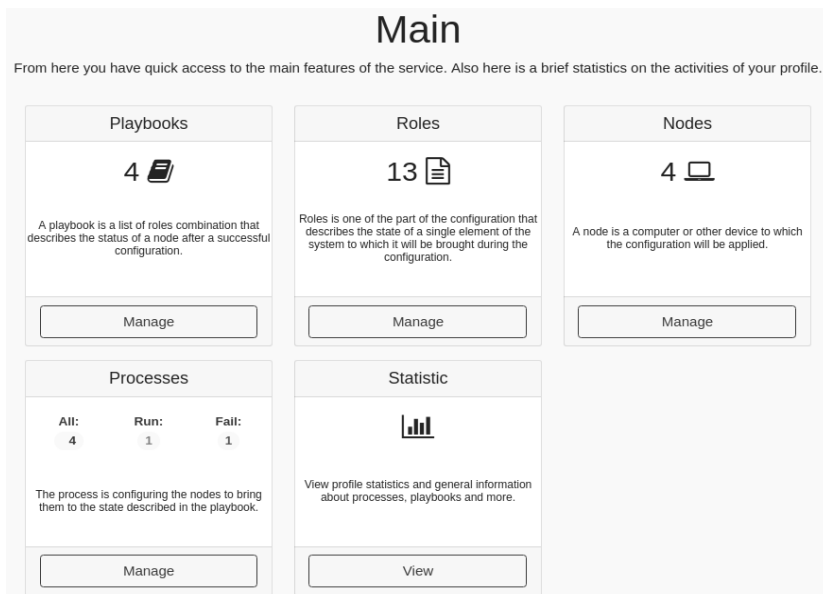 Main
From here you have quick access to the main features of the service. Also here is a brief statistics on the activities of your profile.
Playbooks
4
A playbook is a list of roles combination that
describes the status of a node after a successful
configuration.
Manage
Roles
13
Roles is one of the part of the configuration that
describes the state of a single element of the
system to which it will be brought during the
configuration.
Manage
Nodes
4
A node is a computer or other device to which
the configuration will be applied.
Manage
Processes
All: Run: Fail:
4 1 1
The process is configuring the nodes to bring
them to the state described in the playbook.
Manage
Statistic
View profile statistics and general information
about processes, playbooks and more.
View